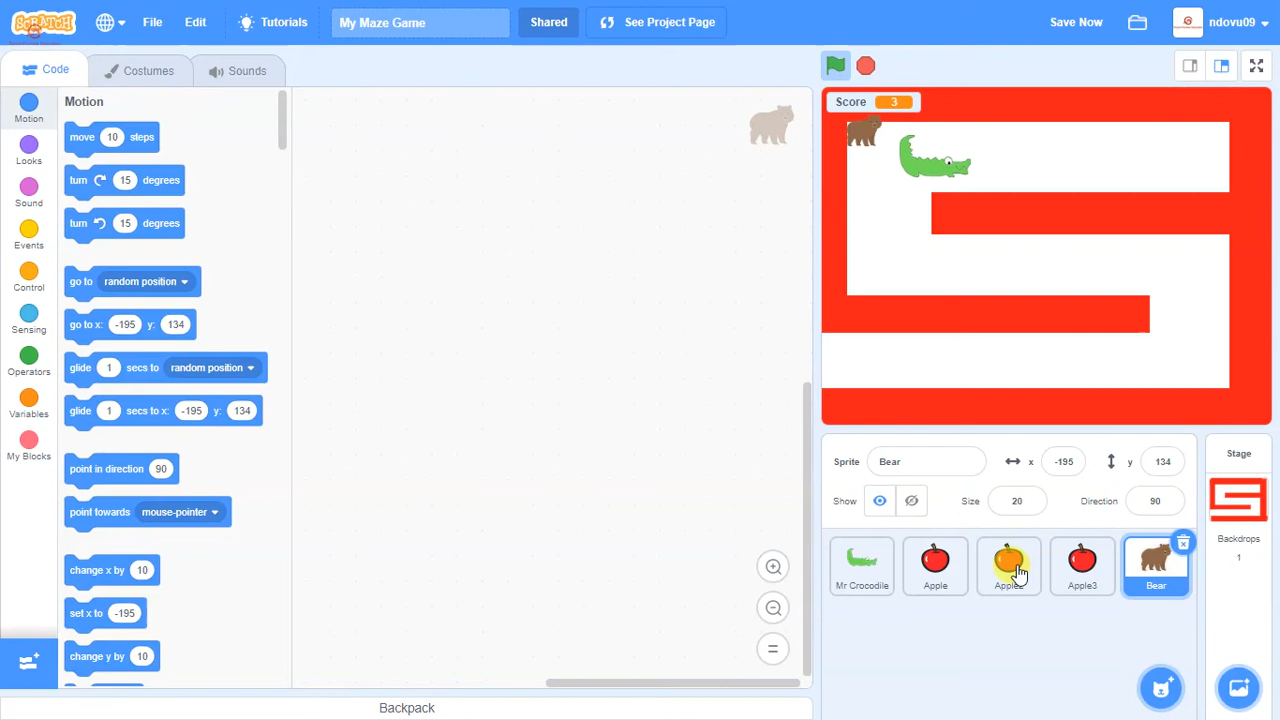 SCRATCH File Edit Tutorials My Maze Game Shared See Project Page Save Now ndovu09
Code Costumes Sounds
Motion
Looks
Sound
Events
Control
Sensing
Operators
Variables
My Blocks
Motion
move 10 steps
turn 15 degrees
turn 15 degrees
go to random position
go to x: -195 y: 134
glide 1 secs to random position
glide 1 secs to x: -195 y: 134
point in direction 90
point towards mouse-pointer
change x by 10
set x to -195
change y by 10
Score 3
Sprite Bear x -195 y 134
Show Size 20 Direction 90
Mr Crocodile Apple Apple2 Apple3 Bear
Stage
Backdrops
1
Backpack